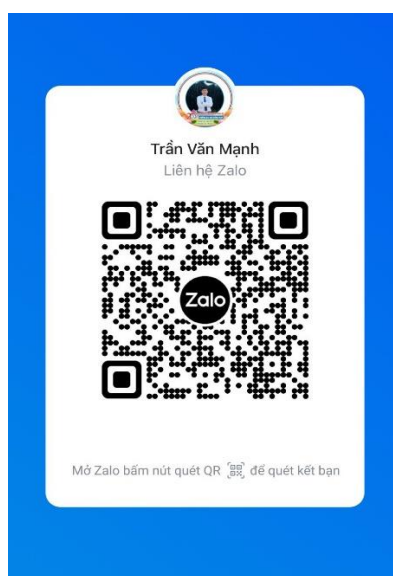 Trần Văn Mạnh
Liên hệ Zalo
Zalo
Mở Zalo bấm nút quét QR để quét kết bạn